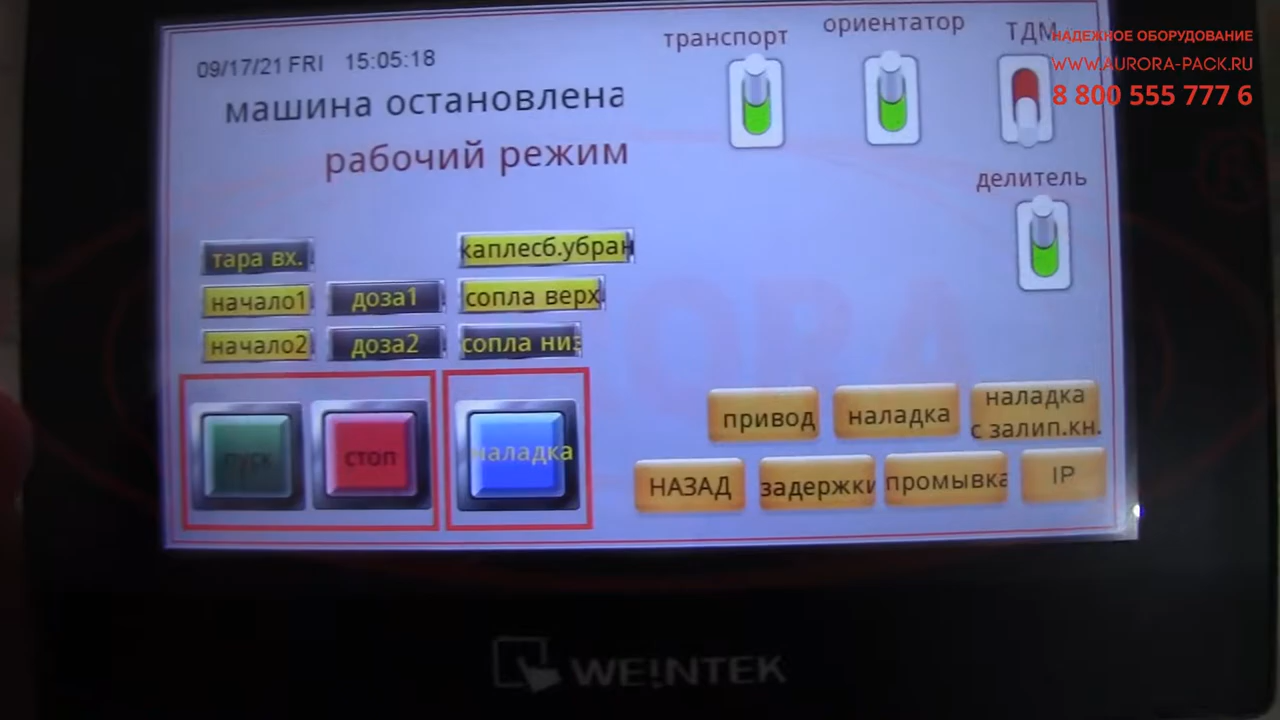 09/17/21 FRI 15:05:18
машина остановлена
рабочий режим
транспорт
ориентатор
ТДМ
НАДЕЖНОЕ ОБОРУДОВАНИЕ
WWW.AURORA-PACK.RU
8 800 555 777 6
делитель
тара вх.
каплесб.убран
начало1
доза1
сопла верх
начало2
доза2
сопла низ
пуск
стоп
наладка
привод
наладка
наладка
с залип.кн.
НАЗАД
задержки
промывка
IP
WEINTEK